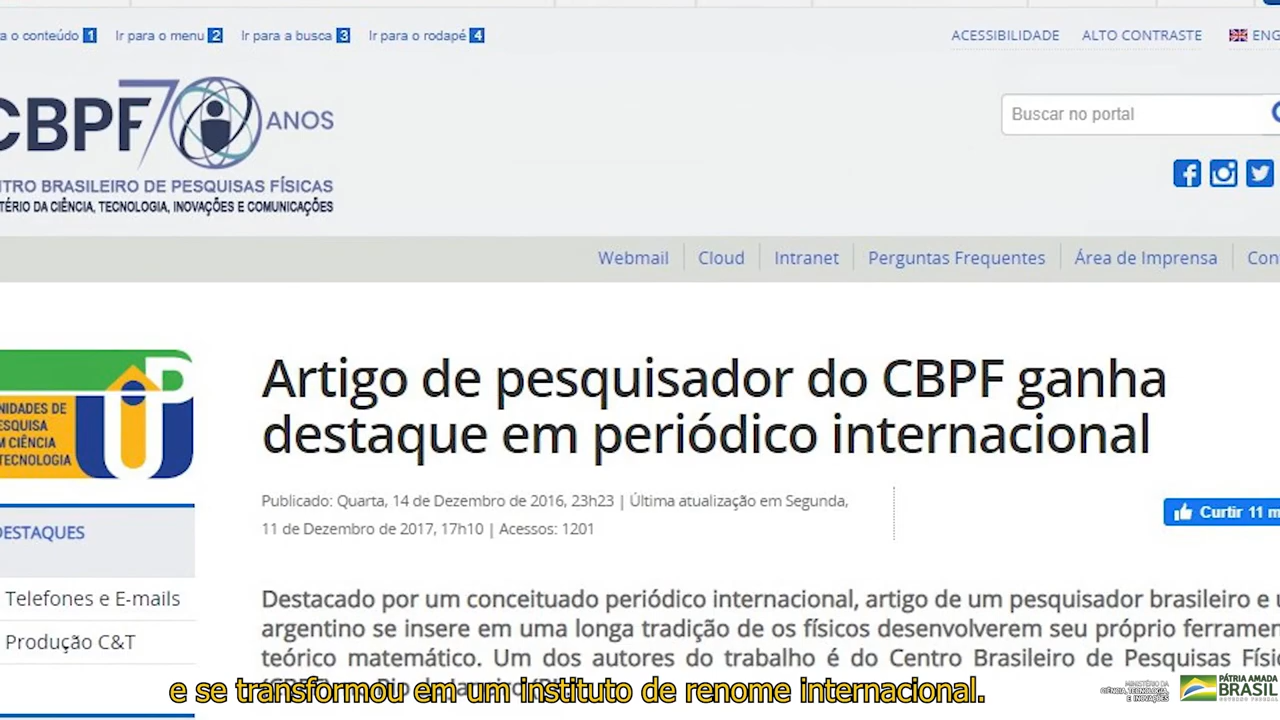 a o conteúdo 1 Ir para o menu 2 Ir para a busca 3 Ir para o rodapé 4 ACESSIBILIDADE ALTO CONTRASTE ENG
CBPF 70 ANOS
Buscar no portal
NTRO BRASILEIRO DE PESQUISAS FÍSICAS
TÉRIO DA CIÊNCIA, TECNOLOGIA, INOVAÇÕES E COMUNICAÇÕES
Webmail Cloud Intranet Perguntas Frequentes Área de Imprensa Con
UP
NIDADES DE
ESQUISA
M CIÊNCIA
TECNOLOGIA
Artigo de pesquisador do CBPF ganha
destaque em periódico internacional
Publicado: Quarta, 14 de Dezembro de 2016, 23h23 | Última atualização em Segunda,
11 de Dezembro de 2017, 17h10 | Acessos: 1201
Curtir 11 m
DESTAQUES
Telefones e E-mails
Produção C&T
Destacado por um conceituado periódico internacional, artigo de um pesquisador brasileiro e u
argentino se insere em uma longa tradição de os físicos desenvolverem seu próprio ferramen
teórico matemático. Um dos autores do trabalho é do Centro Brasileiro de Pesquisas Físi
e se transformou em um instituto de renome internacional.
MINISTÉRIO DA
CIÊNCIA, TECNOLOGIA,
E INOVAÇÕES
PÁTRIA AMADA
BRASIL